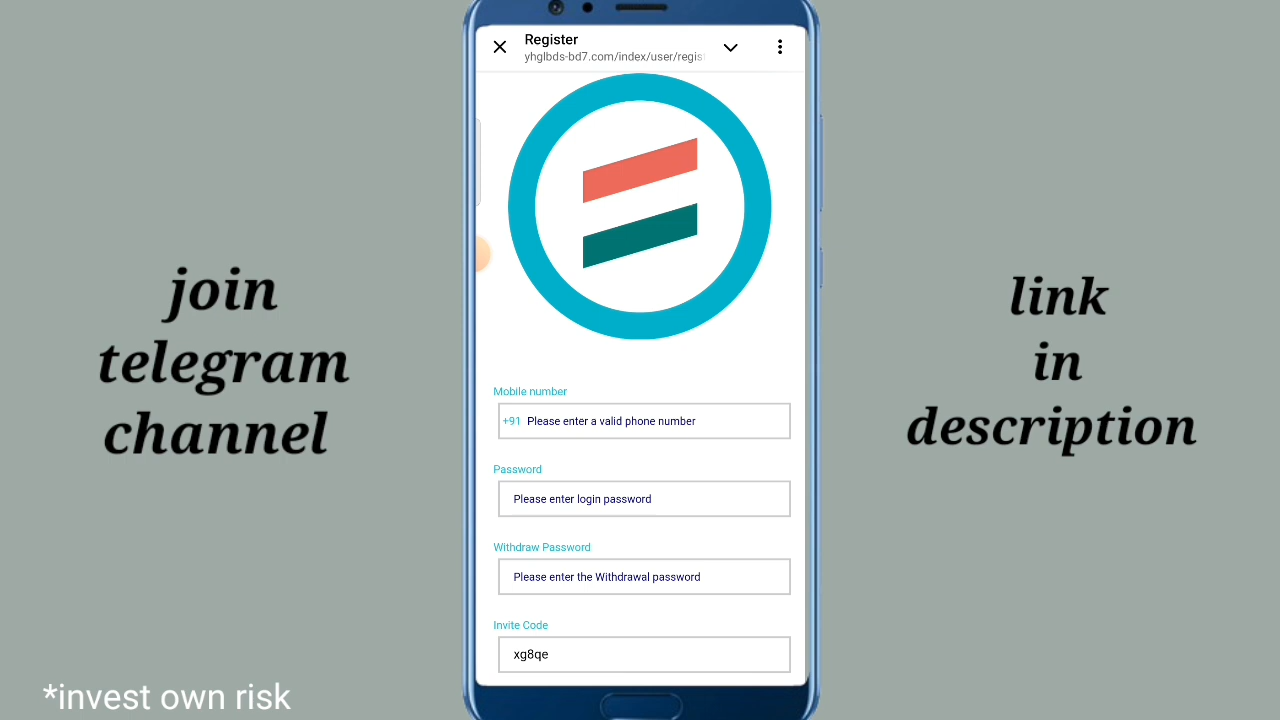 Register
yhglbds-bd7.com/index/user/regis
join
telegram
channel
link
in
description
Mobile number
+91 Please enter a valid phone number
Password
Please enter login password
Withdraw Password
Please enter the Withdrawal password
Invite Code
xg8qe
*invest own risk